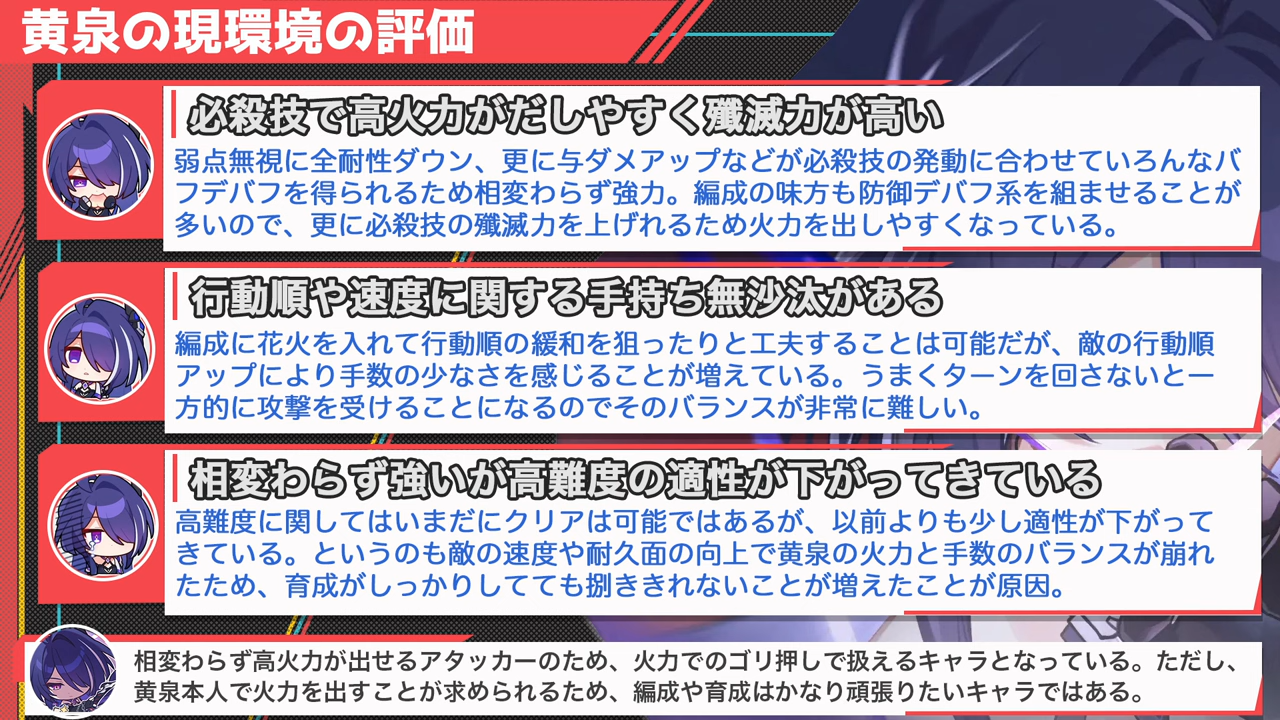 黄泉の現環境の評価
必殺技で高火力がだしやすく殲滅力が高い
弱点無視に全耐性ダウン、更に与ダメアップなどが必殺技の発動に合わせていろんなバ
フデバフを得られるため相変わらず強力。編成の味方も防御デバフ系を組ませることが
多いので、更に必殺技の殲滅力を上げれるため火力を出しやすくなっている。
行動順や速度に関する手持ち無沙汰がある
編成に花火を入れて行動順の緩和を狙ったりと工夫することは可能だが、敵の行動順
アップにより手数の少なさを感じることが増えている。うまくターンを回さないと一
方的に攻撃を受けることになるのでそのバランスが非常に難しい。
相変わらず強いが高難度の適性が下がってきている
高難度に関してはいまだにクリアは可能ではあるが、以前よりも少し適性が下がって
きている。というのも敵の速度や耐久面の向上で黄泉の火力と手数のバランスが崩れ
たため、育成がしっかりしてても捌ききれないことが増えたことが原因。
相変わらず高火力が出せるアタッカーのため、火力でのゴリ押しで扱えるキャラとなっている。ただし、
黄泉本人で火力を出すことが求められるため、編成や育成はかなり頑張りたいキャラではある。